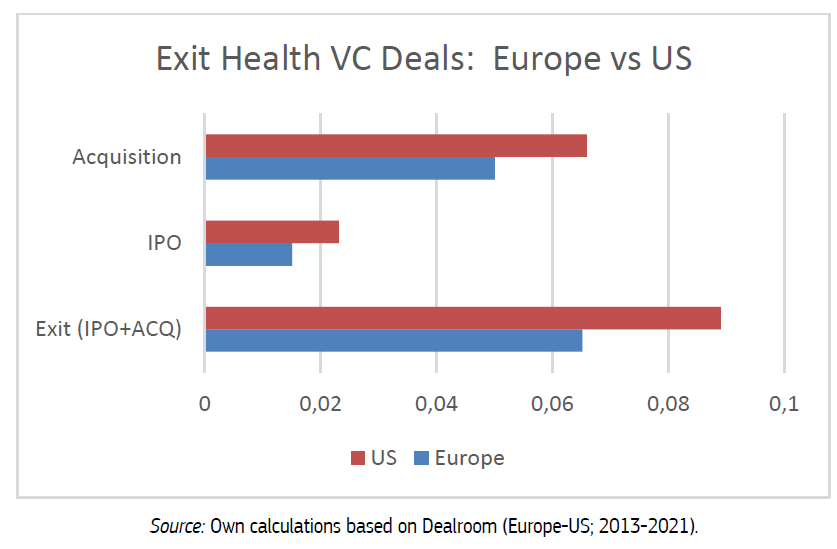 Exit Health VC Deals:  Europe vs US
Acquisition
IPO
Exit (IPO+ACQ)
0 0,02 0,04 0,06 0,08 0,1
US Europe
Source: Own calculations based on Dealroom (Europe-US; 2013-2021).